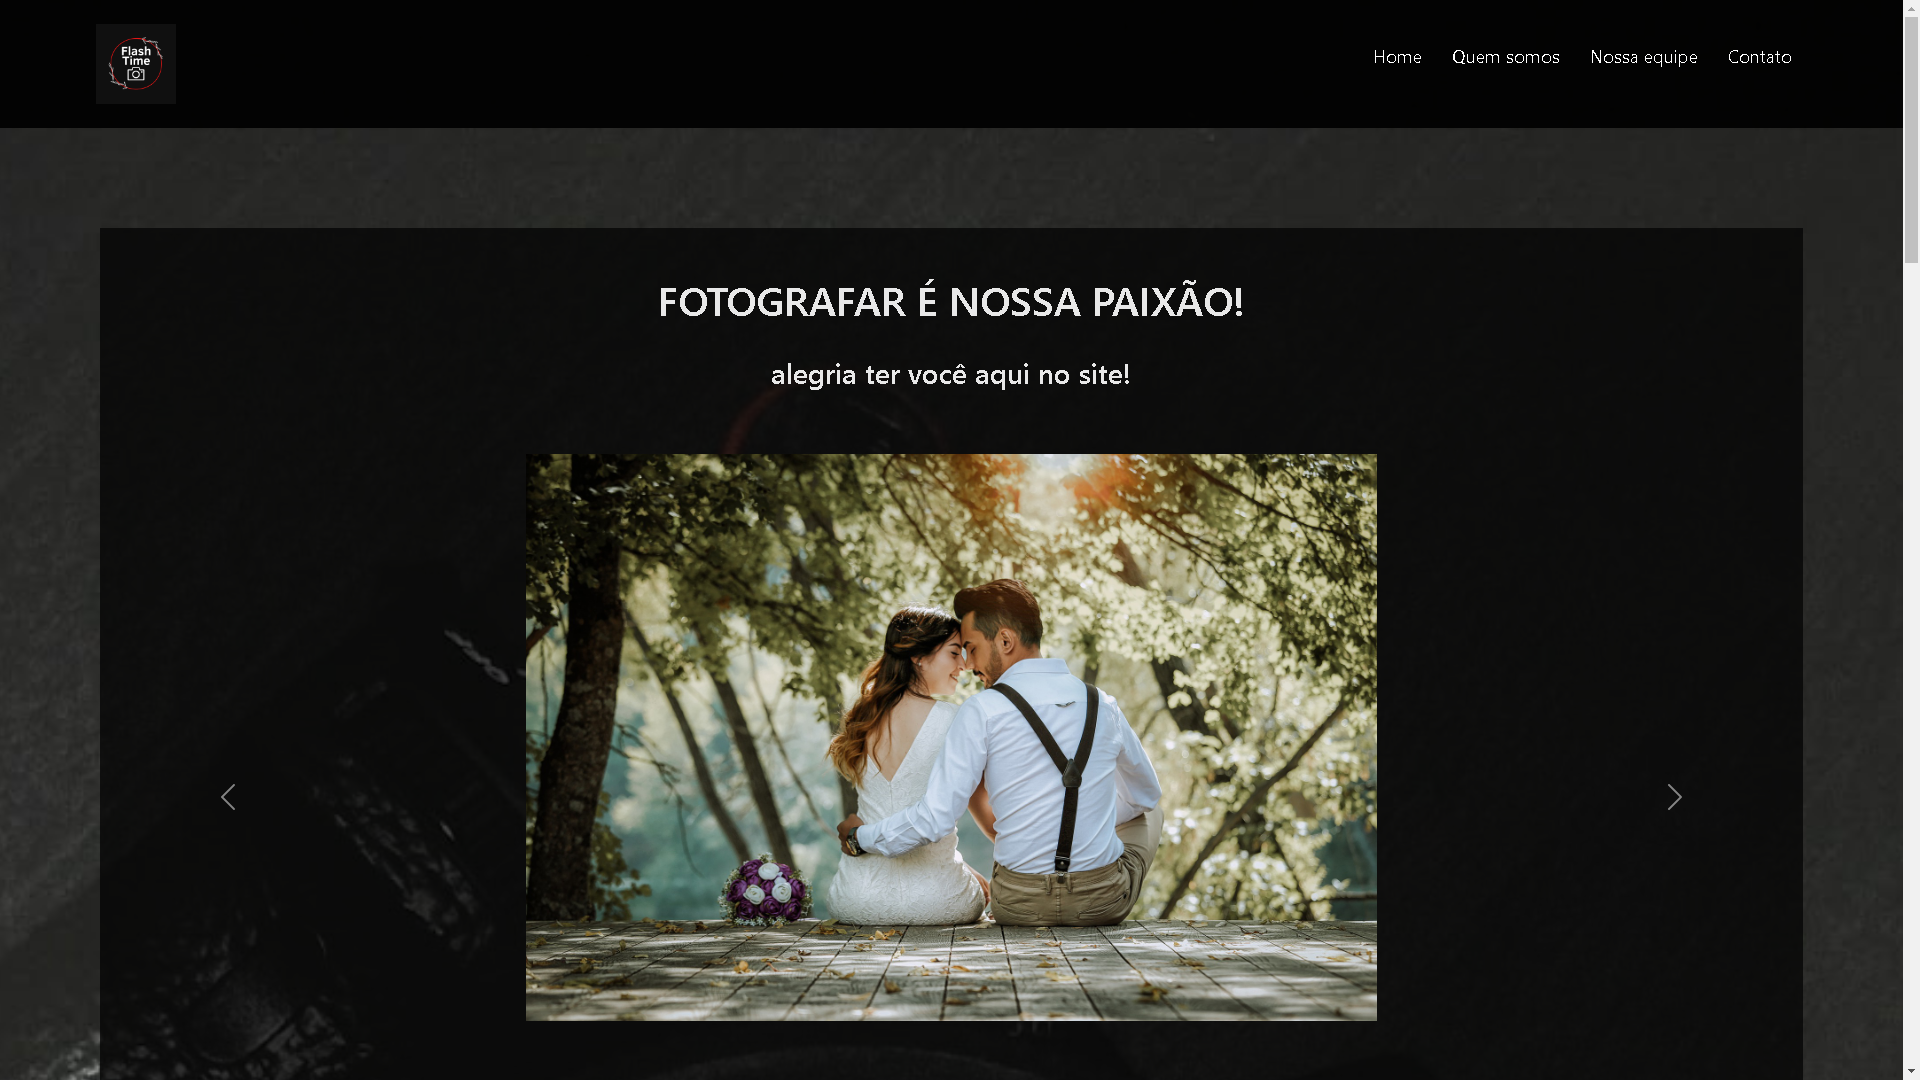 Flash
Time
Home Quem somos Nossa equipe Contato
FOTOGRAFAR É NOSSA PAIXÃO!
alegria ter você aqui no site!